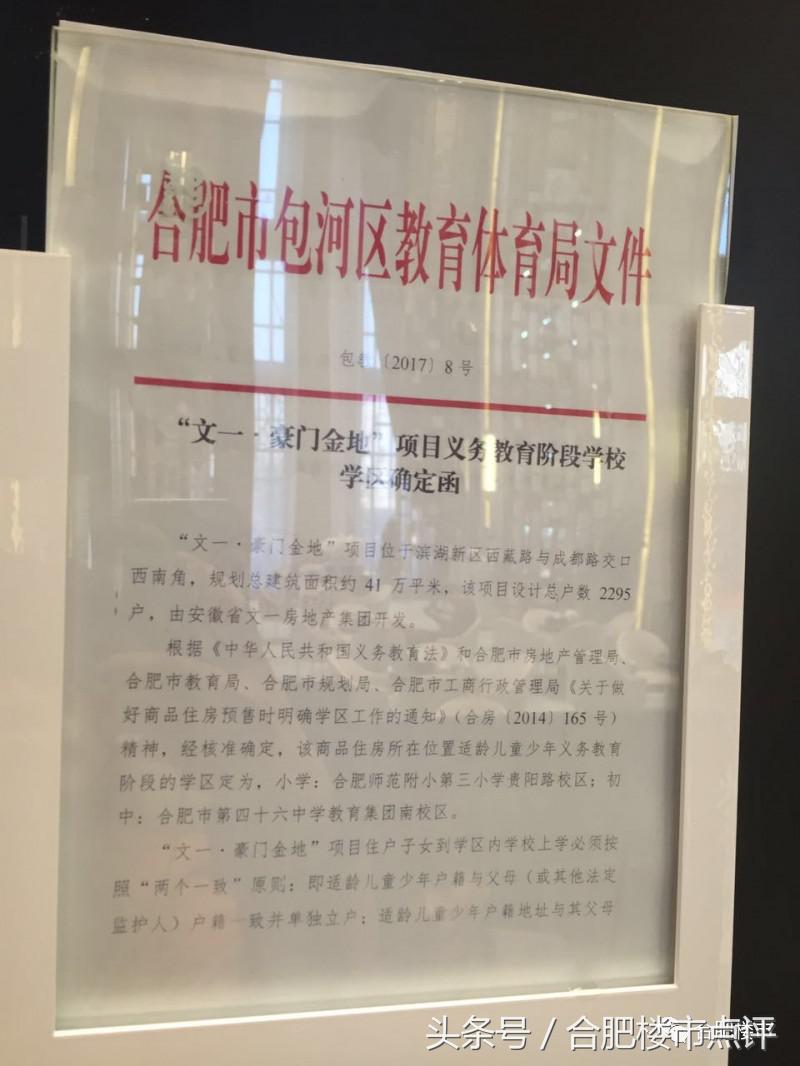 合肥市包河区教育体育局文件
包教〔2017〕8号
“文一·豪门金地”项目义务教育阶段学校
学区确定函
“文一·豪门金地”项目位于滨湖新区西藏路与成都路交口
西南角，规划总建筑面积约 41 万平米，该项目设计总户数 2295
户，由安徽省文一房地产集团开发。
根据《中华人民共和国义务教育法》和合肥市房地产管理局、
合肥市教育局、合肥市规划局、合肥市工商行政管理局《关于做
好商品住房预售时明确学区工作的通知》（合房〔2014〕165 号）
精神，经核准确定，该商品住房所在位置适龄儿童少年义务教育
阶段的学区定为，小学：合肥师范附小第三小学贵阳路校区；初
中：合肥市第四十六中学教育集团南校区。
“文一·豪门金地”项目住户子女到学区内学校上学必须按
照“两个一致”原则：即适龄儿童少年户籍与父母（或其他法定
监护人）户籍一致并单独立户；适龄儿童少年户籍地址与其父母
头条号／合肥楼市点评